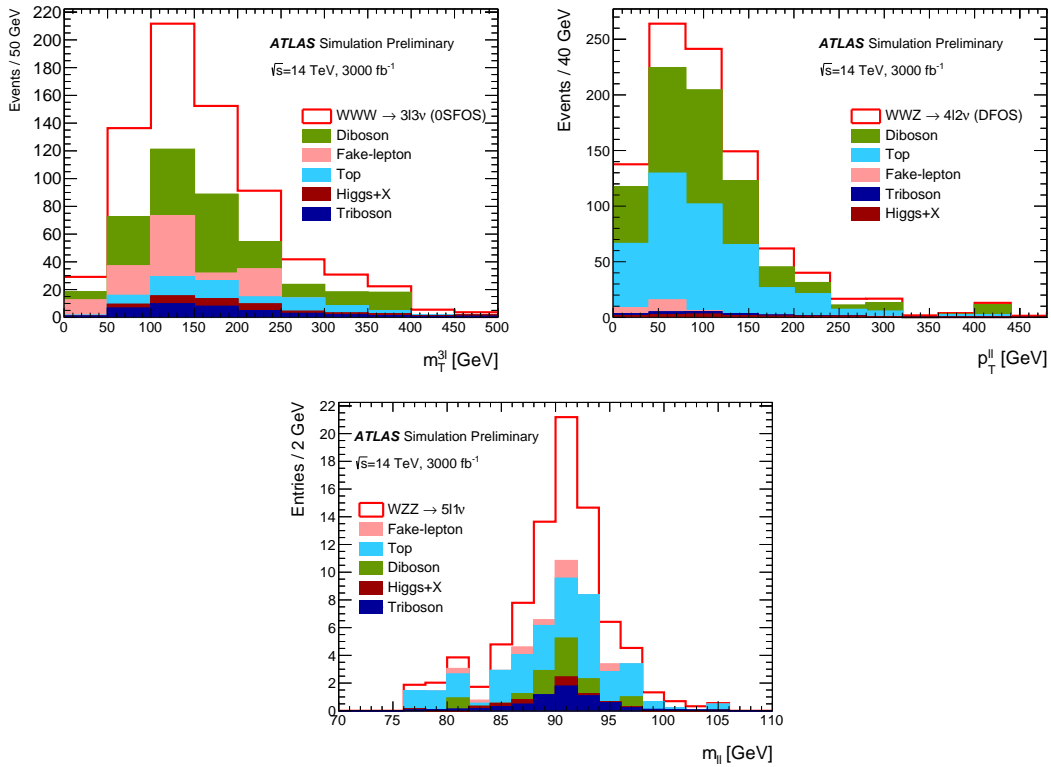 Events / 50 GeV
220
200
180
160
140
120
100
80
60
40
20
0
ATLAS Simulation Preliminary
√s=14 TeV, 3000 fb⁻¹
WWW → 3l3ν (0SFOS)
Diboson
Fake-lepton
Top
Higgs+X
Triboson
0 50 100 150 200 250 300 350 400 450 500
m_T^{3l} [GeV]
Events / 40 GeV
250
200
150
100
50
0
ATLAS Simulation Preliminary
√s=14 TeV, 3000 fb⁻¹
WWZ → 4l2ν (DFOS)
Diboson
Top
Fake-lepton
Triboson
Higgs+X
0 50 100 150 200 250 300 350 400 450
p_T^{ll} [GeV]
Entries / 2 GeV
22
20
18
16
14
12
10
8
6
4
2
0
ATLAS Simulation Preliminary
√s=14 TeV, 3000 fb⁻¹
WZZ → 5l1ν
Fake-lepton
Top
Diboson
Higgs+X
Triboson
70 75 80 85 90 95 100 105 110
m_{ll} [GeV]